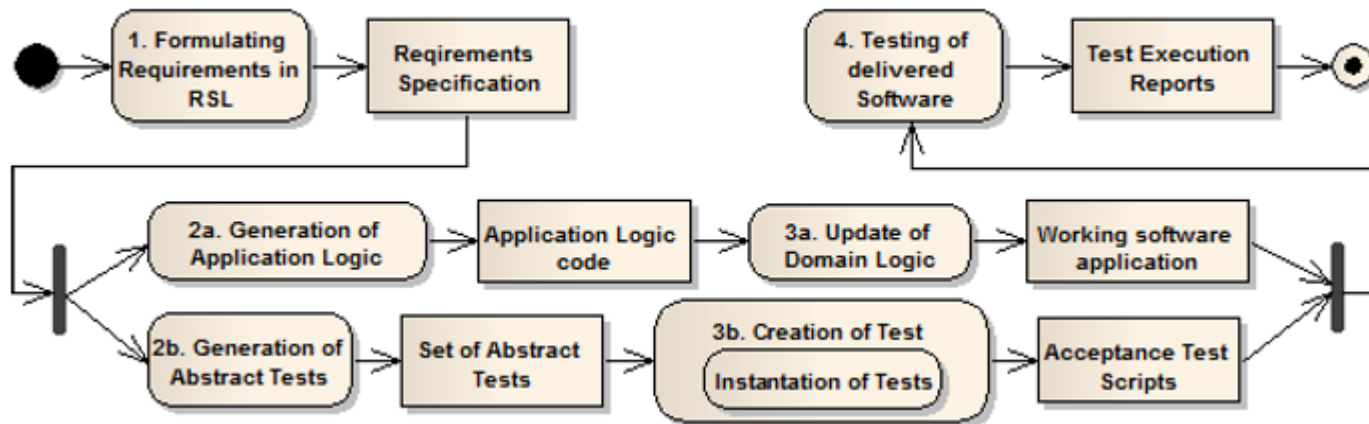 1. Formulating
Requirements in
RSL
Reqirements
Specification
4. Testing of
delivered
Software
Test Execution
Reports
2a. Generation of
Application Logic
Application Logic
code
3a. Update of
Domain Logic
Working software
application
2b. Generation of
Abstract Tests
Set of Abstract
Tests
3b. Creation of Test
Instantation of Tests
Acceptance Test
Scripts